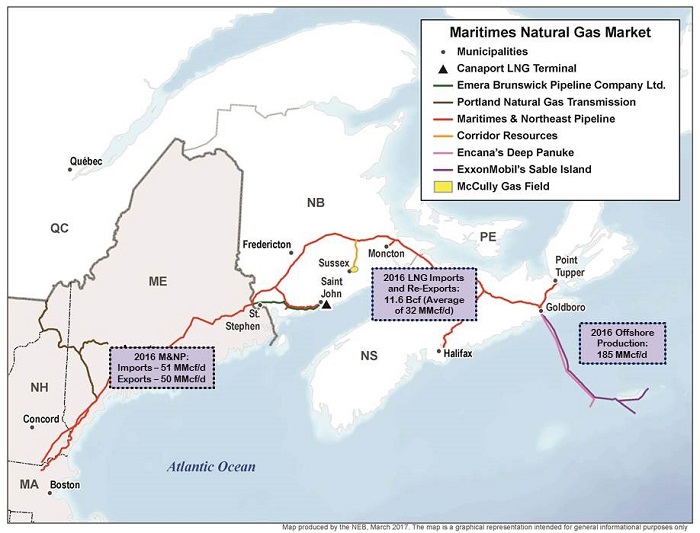 Maritimes Natural Gas Market
Municipalities
Canaport LNG Terminal
Emera Brunswick Pipeline Company Ltd.
Portland Natural Gas Transmission
Maritimes & Northeast Pipeline
Corridor Resources
Encana's Deep Panuke
ExxonMobil's Sable Island
McCully Gas Field
Québec
QC
NB
PE
Fredericton
Moncton
Sussex
Saint
John
Point
Tupper
ME
2016 LNG Imports
and Re-Exports:
11.6 Bcf (Average
of 32 MMcf/d)
Goldboro
St.
Stephen
2016 Offshore
Production:
185 MMcf/d
NS
Halifax
2016 M&NP:
Imports – 51 MMcf/d
Exports – 50 MMcf/d
NH
Concord
Atlantic Ocean
MA
Boston
Map produced by the NEB, March 2017. The map is a graphical representation intended for general informational purposes only